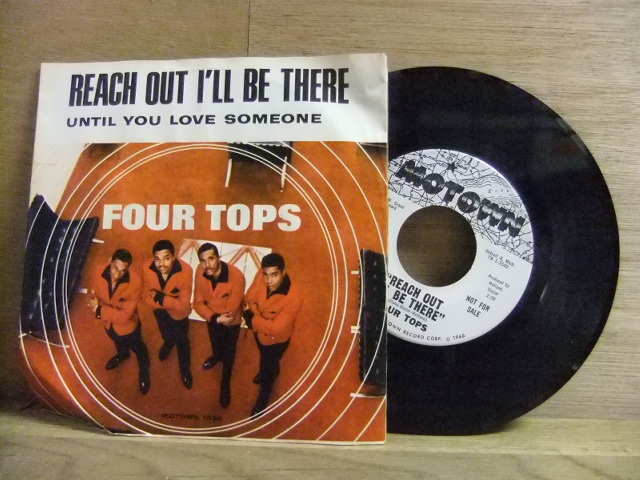 REACH OUT I'LL BE THERE
UNTIL YOU LOVE SOMEONE
FOUR TOPS
MOTOWN 1098
MOTOWN
NOT FOR
SALE
"REACH OUT
BE THERE"
UR TOPS
OWN RECORD CORP. © 1966